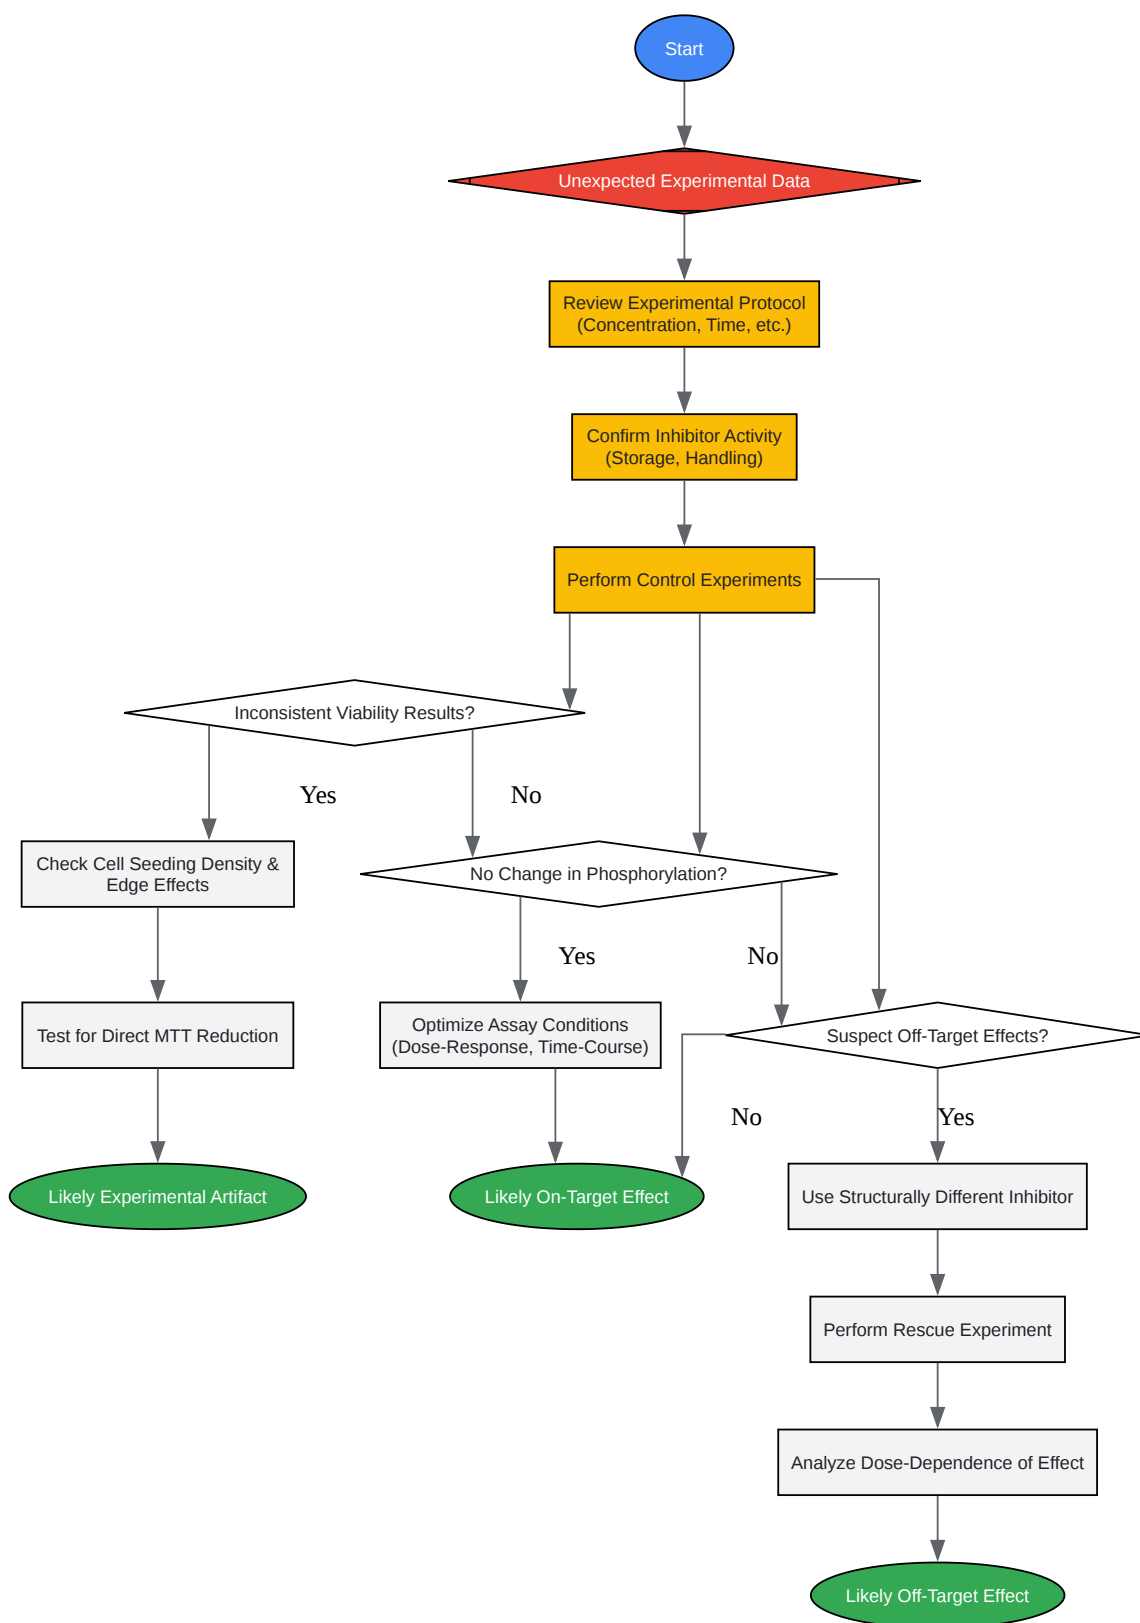 Start
Unexpected Experimental Data
Review Experimental Protocol
(Concentration, Time, etc.)
Confirm Inhibitor Activity
(Storage, Handling)
Perform Control Experiments
Inconsistent Viability Results?
Yes
No
Check Cell Seeding Density &
Edge Effects
No Change in Phosphorylation?
Yes
No
Test for Direct MTT Reduction
Optimize Assay Conditions
(Dose-Response, Time-Course)
Suspect Off-Target Effects?
No
Yes
Likely Experimental Artifact
Likely On-Target Effect
Use Structurally Different Inhibitor
Perform Rescue Experiment
Analyze Dose-Dependence of Effect
Likely Off-Target Effect